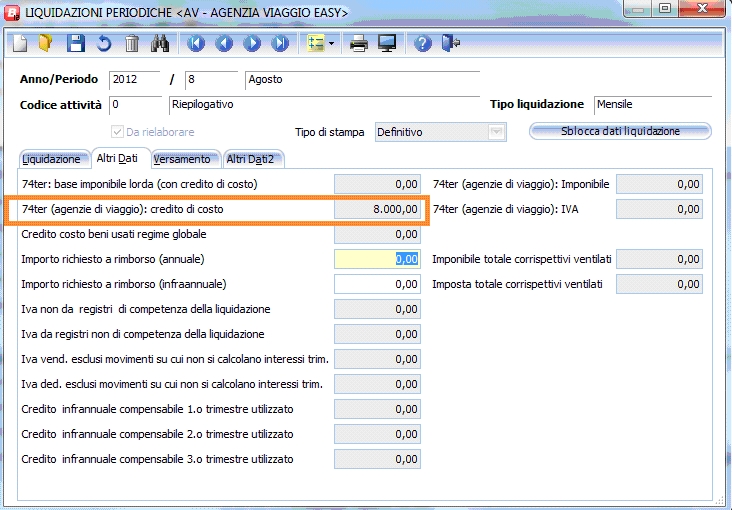 LIQUIDAZIONI PERIODICHE <AV - AGENZIA VIAGGIO EASY>
Anno/Periodo 2012 / 8 Agosto
Codice attività 0 Riepilogativo Tipo liquidazione Mensile
Da rielaborare Tipo di stampa Definitivo Sblocca dati liquidazione
Liquidazione Altri Dati Versamento Altri Dati2
74ter: base imponibile lorda (con credito di costo) 0,00 74ter (agenzie di viaggio): Imponibile 0,00
74ter (agenzie di viaggio): credito di costo 8.000,00 74ter (agenzie di viaggio): IVA 0,00
Credito costo beni usati regime globale 0,00
Importo richiesto a rimborso (annuale) 0,00 Imponibile totale corrispettivi ventilati 0,00
Importo richiesto a rimborso (infraannuale) 0,00 Imposta totale corrispettivi ventilati 0,00
Iva non da registri di competenza della liquidazione 0,00
Iva da registri non di competenza della liquidazione 0,00
Iva vend. esclusi movimenti su cui non si calcolano interessi trim. 0,00
Iva ded. esclusi movimenti su cui non si calcolano interessi trim. 0,00
Credito infrannuale compensabile 1.o trimestre utilizzato 0,00
Credito infrannuale compensabile 2.o trimestre utilizzato 0,00
Credito infrannuale compensabile 3.o trimestre utilizzato 0,00